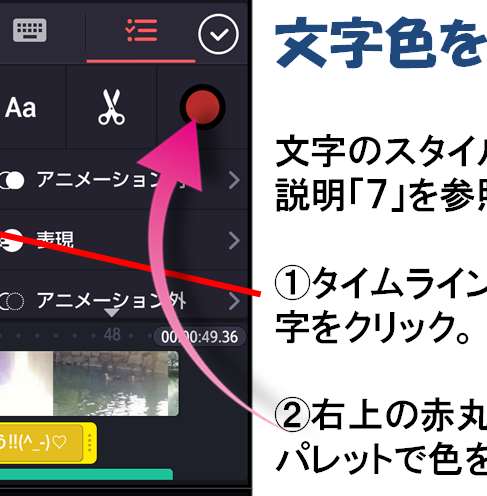 文字色を
Aa
アニメーション
表現
アニメーション外
48
00:00:49.36
!!(^_-)♡
文字のスタイル
説明「7」を参照
①タイムライン
字をクリック。
②右上の赤丸
パレットで色を